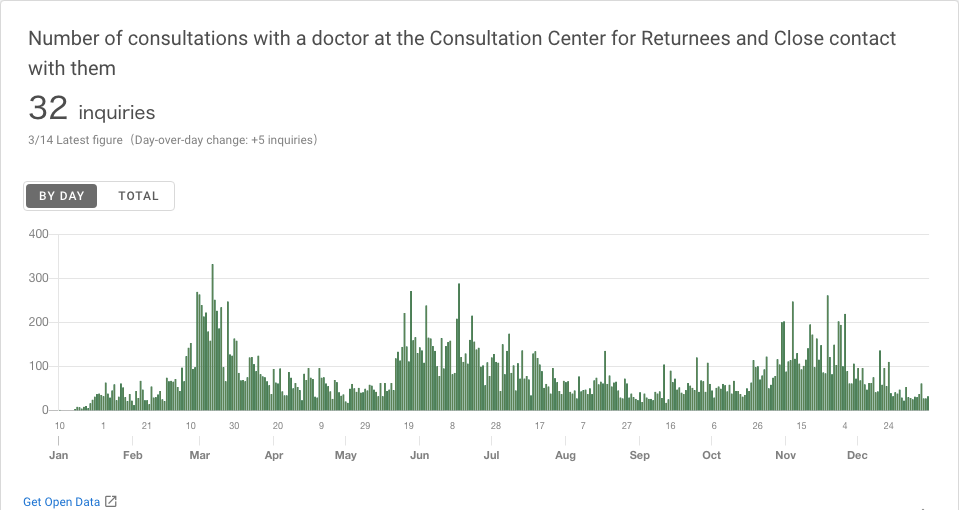 Number of consultations with a doctor at the Consultation Center for Returnees and Close contact
with them
32 inquiries
3/14 Latest figure (Day-over-day change: +5 inquiries)
BY DAY TOTAL
400
300
200
100
0
10 1 21 10 30 20 9 29 19 8 28 17 7 27 16 6 26 15 4 24
Jan Feb Mar Apr May Jun Jul Aug Sep Oct Nov Dec
Get Open Data